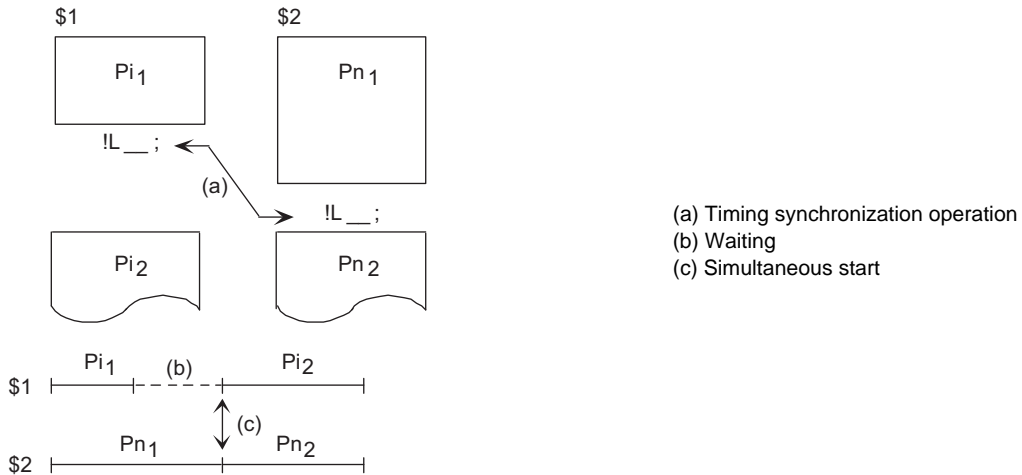 $1 $2
Pi1 Pn1
!L __ ;
(a)
!L __ ;
(a) Timing synchronization operation
(b) Waiting
(c) Simultaneous start
Pi2 Pn2
Pi1 (b) Pi2
$1
(c)
Pn1 Pn2
$2